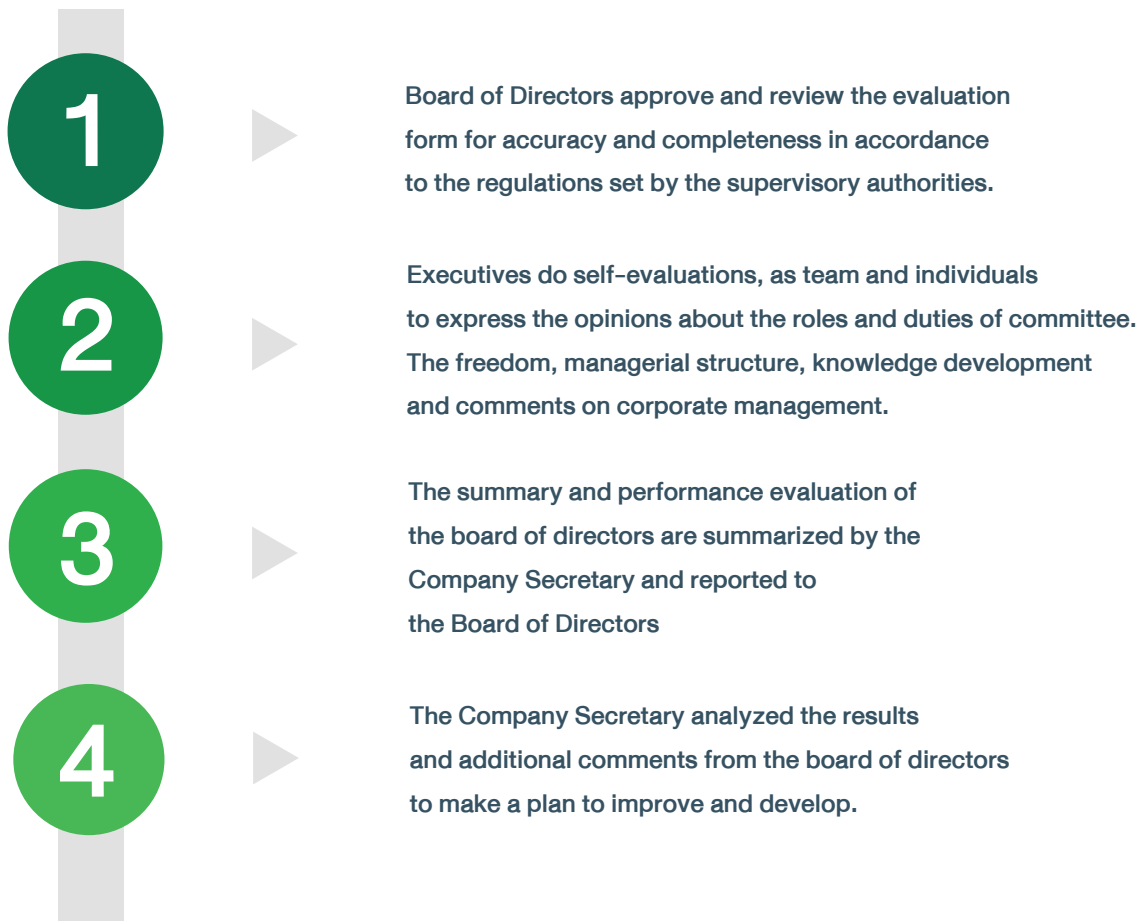 1
Board of Directors approve and review the evaluation
form for accuracy and completeness in accordance
to the regulations set by the supervisory authorities.
2
Executives do self-evaluations, as team and individuals
to express the opinions about the roles and duties of committee.
The freedom, managerial structure, knowledge development
and comments on corporate management.
3
The summary and performance evaluation of
the board of directors are summarized by the
Company Secretary and reported to
the Board of Directors
4
The Company Secretary analyzed the results
and additional comments from the board of directors
to make a plan to improve and develop.